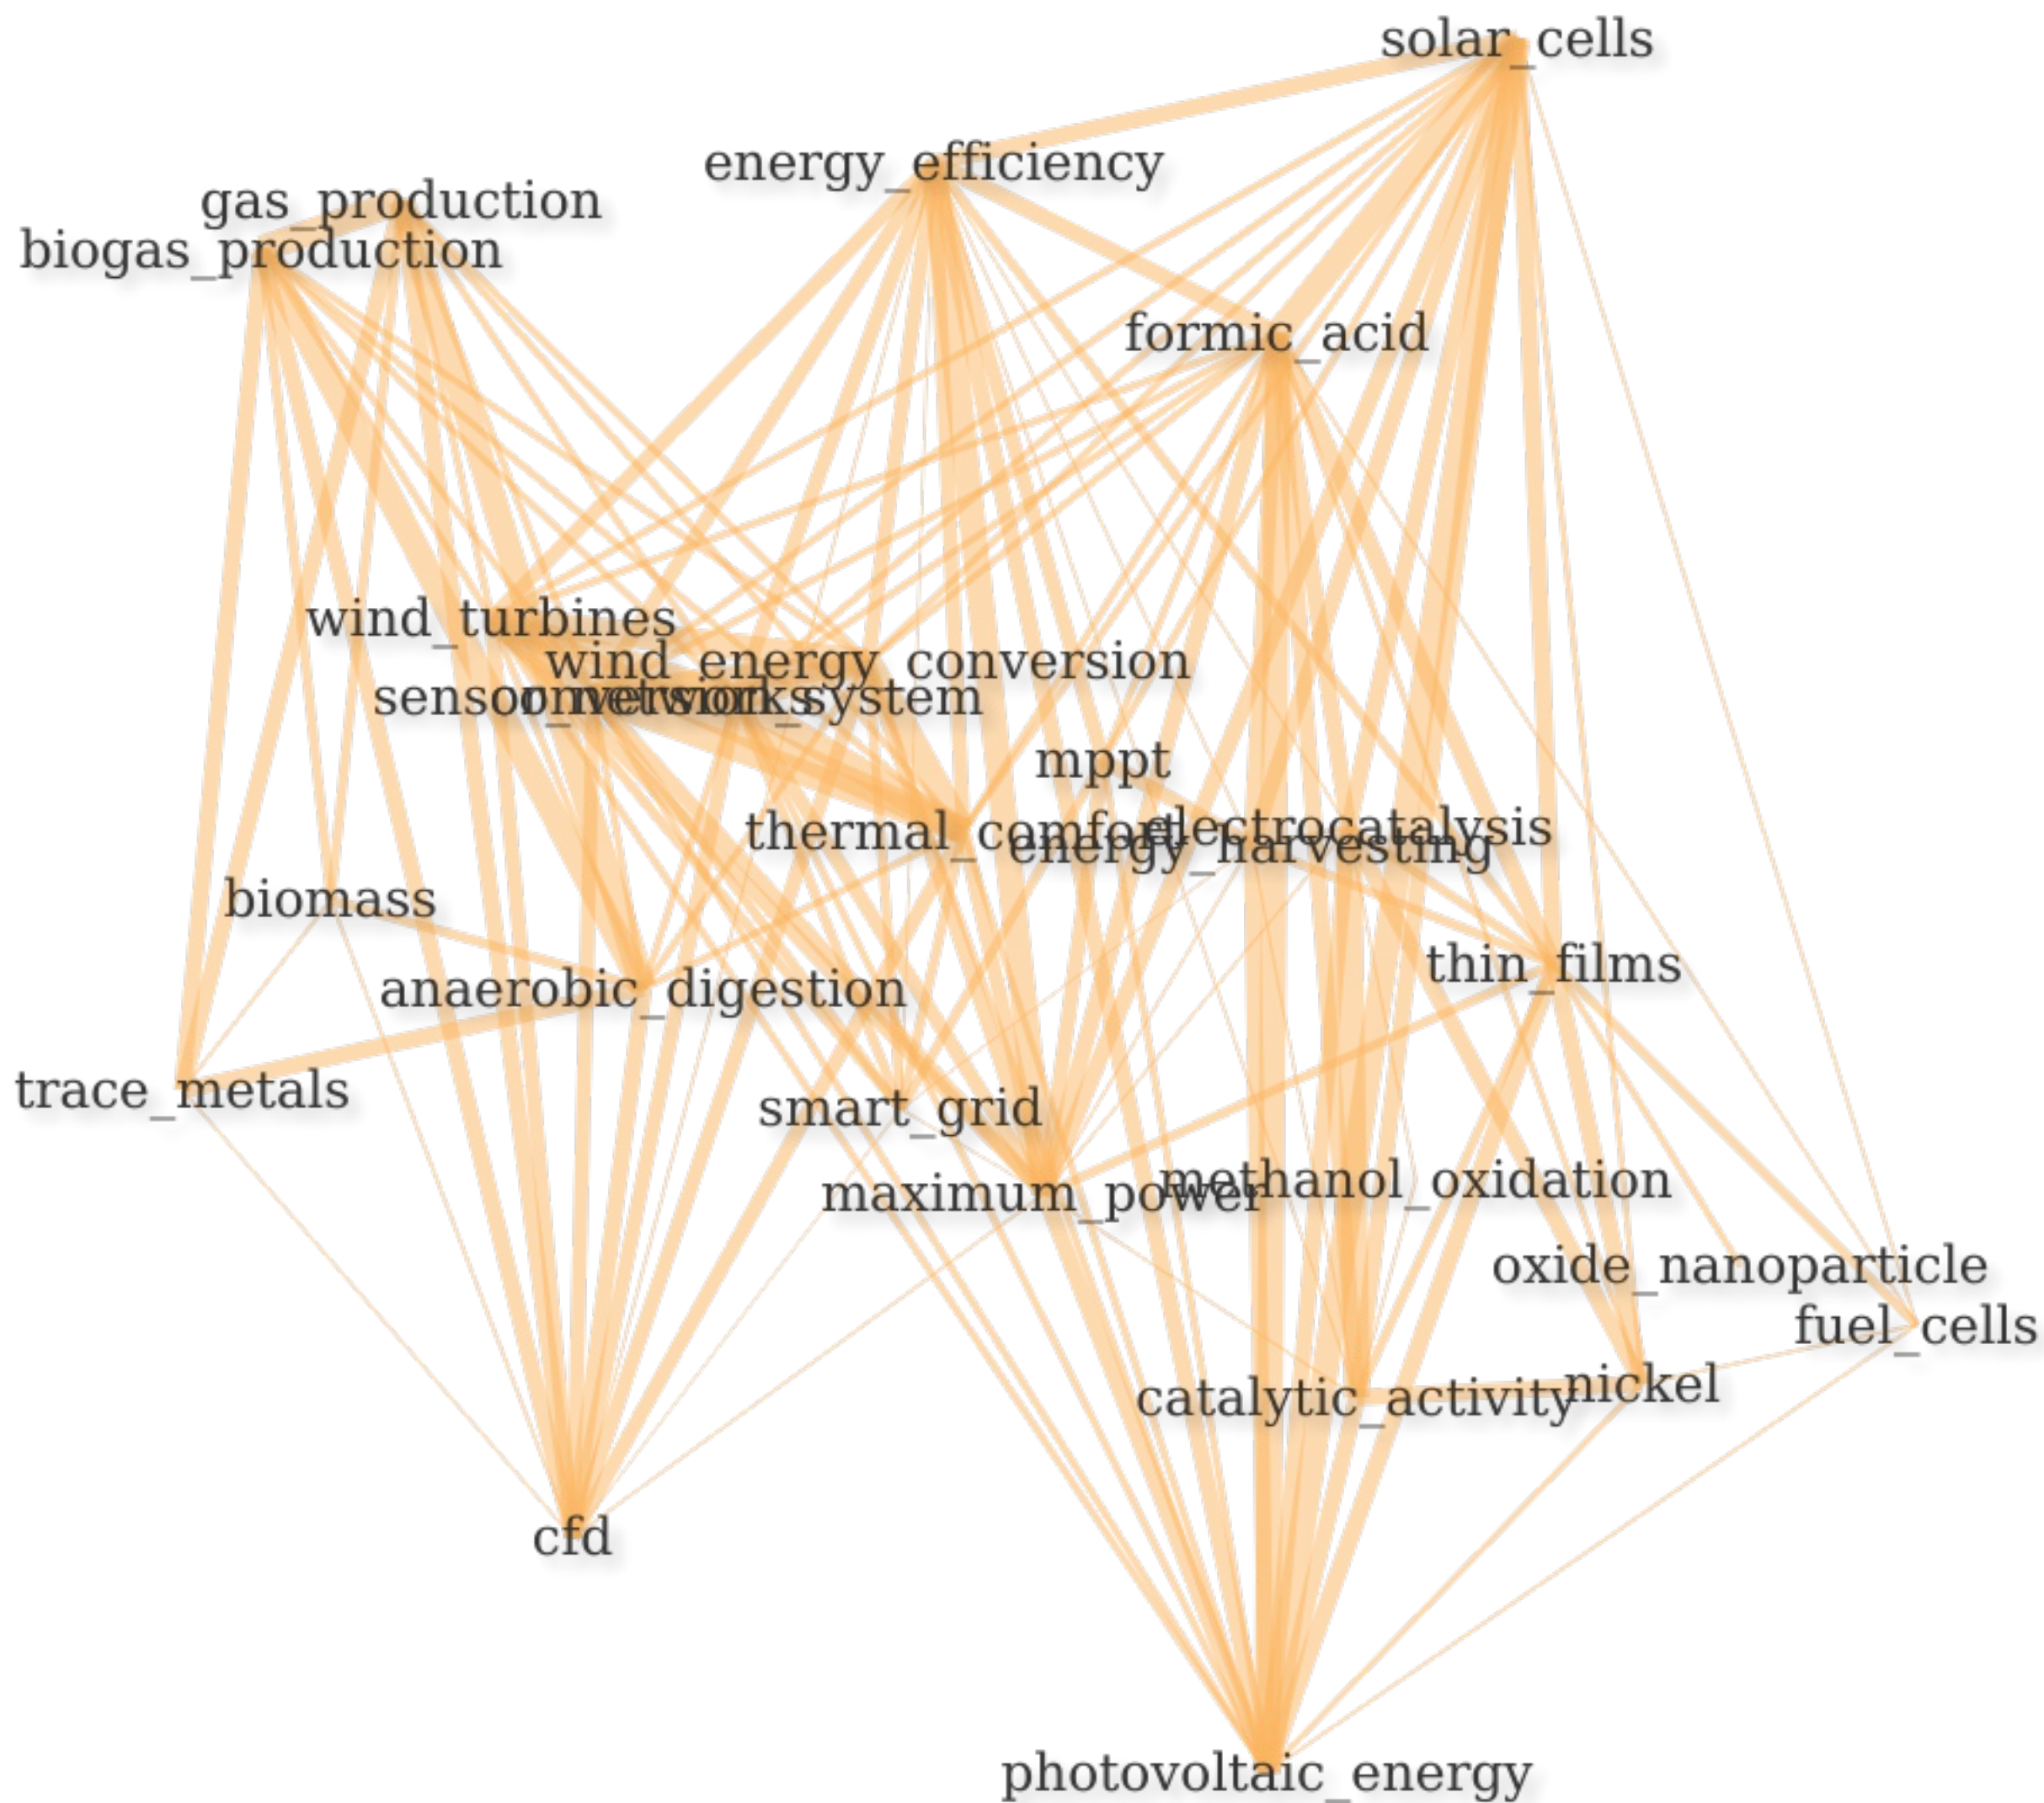 solar_cells
energy_efficiency
gas_production
biogas_production
formic_acid
wind_turbines
wind_energy_conversion
sensor_networks
onversion_system
mppt
thermal_comfort
electrocatalysis
energy_harvesting
biomass
thin_films
anaerobic_digestion
trace_metals
smart_grid
methanol_oxidation
maximum_power
oxide_nanoparticle
fuel_cells
nickel
catalytic_activity
cfd
photovoltaic_energy